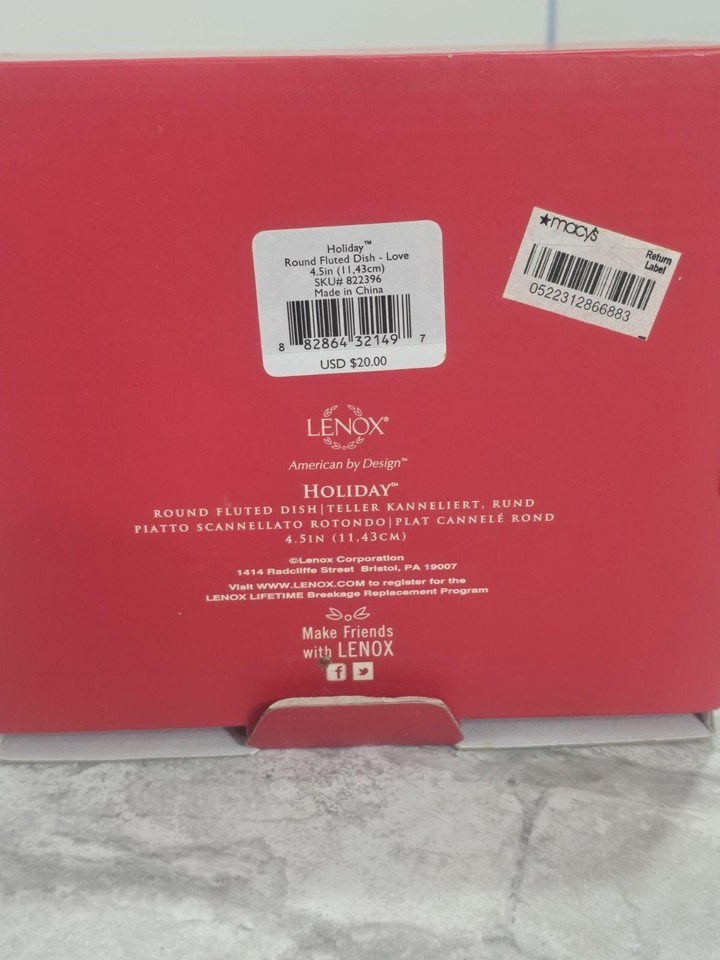 Holiday™
Round Fluted Dish - Love
4.5in (11,43cm)
SKU# 822396
Made in China
8 82864 32149 7
USD $20.00
★macy's
Return
Label
0522312866883
LENOX®
American by Design™
HOLIDAY™
ROUND FLUTED DISH|TELLER KANNELIERT, RUND
PIATTO SCANNELLATO ROTONDO|PLAT CANNELÉ ROND
4.5IN (11,43CM)
©Lenox Corporation
1414 Radcliffe Street Bristol, PA 19007
Visit WWW.LENOX.COM to register for the
LENOX LIFETIME Breakage Replacement Program
Make Friends
with LENOX
f